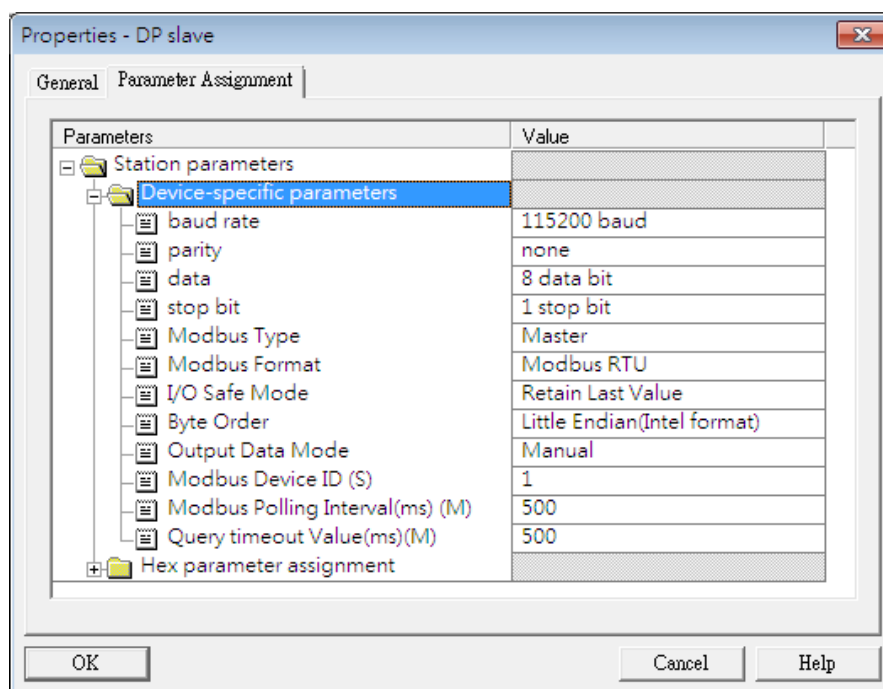 Properties - DP slave
General Parameter Assignment
Parameters Value
Station parameters
Device-specific parameters
baud rate 115200 baud
parity none
data 8 data bit
stop bit 1 stop bit
Modbus Type Master
Modbus Format Modbus RTU
I/O Safe Mode Retain Last Value
Byte Order Little Endian(Intel format)
Output Data Mode Manual
Modbus Device ID (S) 1
Modbus Polling Interval(ms) (M) 500
Query timeout Value(ms)(M) 500
Hex parameter assignment
OK Cancel Help